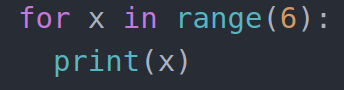 for x in range(6):
  print(x)